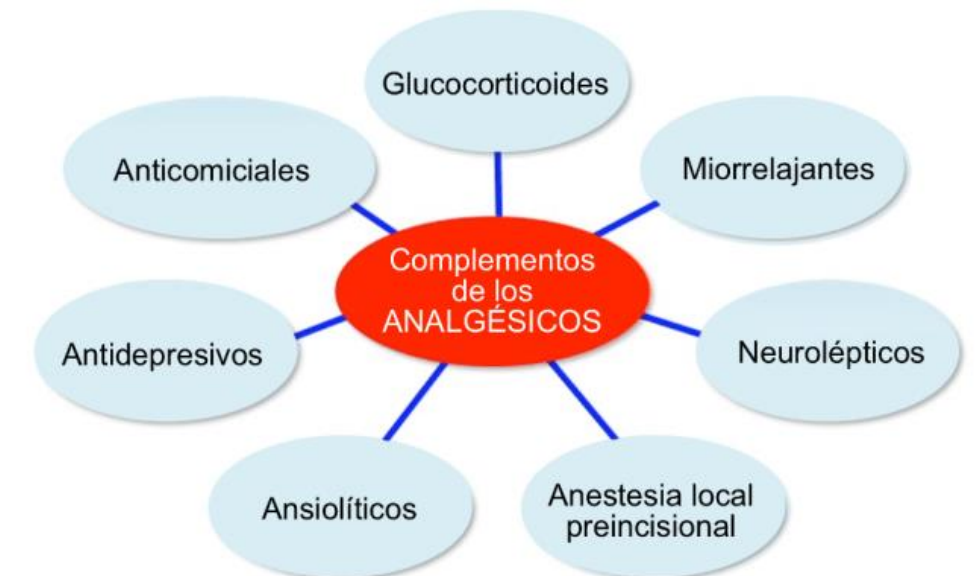 Glucocorticoides
Anticomiciales
Miorrelajantes
Complementos
de los
ANALGÉSICOS
Antidepresivos
Neurolépticos
Ansiolíticos
Anestesia local
preincisional